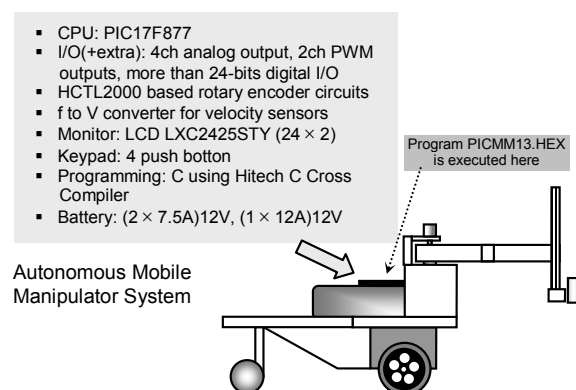 ▪ CPU: PIC17F877
▪ I/O(+extra): 4ch analog output, 2ch PWM
outputs, more than 24-bits digital I/O
▪ HCTL2000 based rotary encoder circuits
▪ f to V converter for velocity sensors
▪ Monitor: LCD LXC2425STY (24 × 2)
▪ Keypad: 4 push botton
▪ Programming: C using Hitech C Cross
Compiler
▪ Battery: (2 × 7.5A)12V, (1 × 12A)12V
Program PICMM13.HEX
is executed here
Autonomous Mobile
Manipulator System